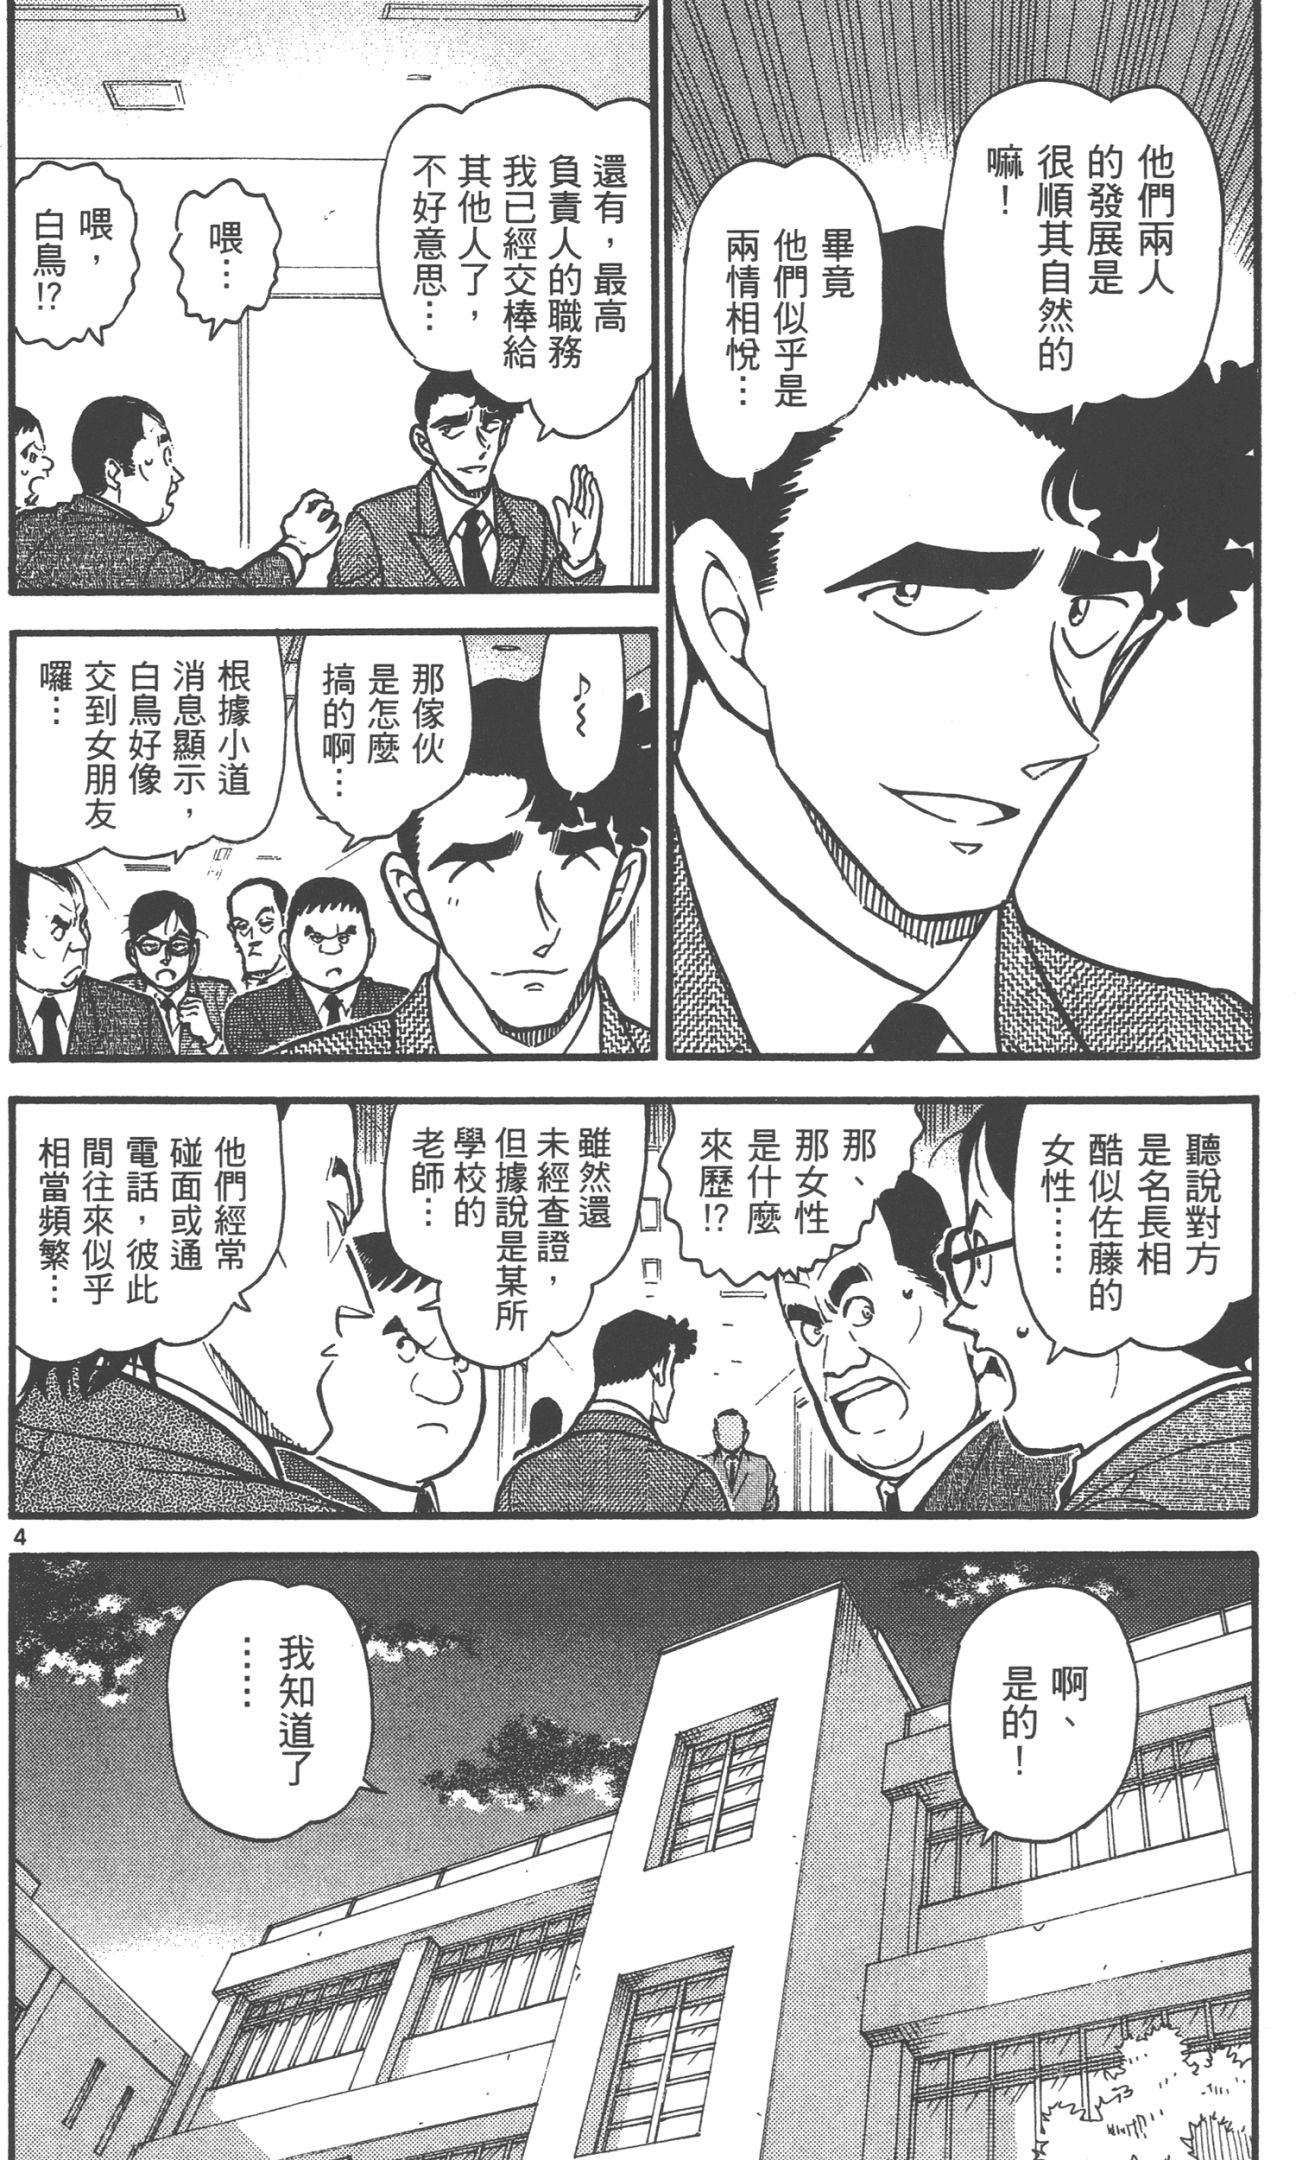 他們兩人
的發展是
很順其自然的
嘛！
畢竟
他們似乎是
兩情相悅…
還有，最高
負責人的職務
我已經交棒給
其他人了，
不好意思…
喂…
喂，
白鳥!?
♪~
那傢伙
是怎麼
搞的啊…
根據小道
消息顯示，
白鳥好像
交到女朋友
囉…
聽說對方
是名長相
酷似佐藤的
女性……
那、
那女性
是什麼
來歷!?
雖然還
未經查證，
但據說是某所
學校的
老師…
他們經常
碰面或通
電話，彼此
間往來似乎
相當頻繁…
4
啊、
是的！
我知道了
……